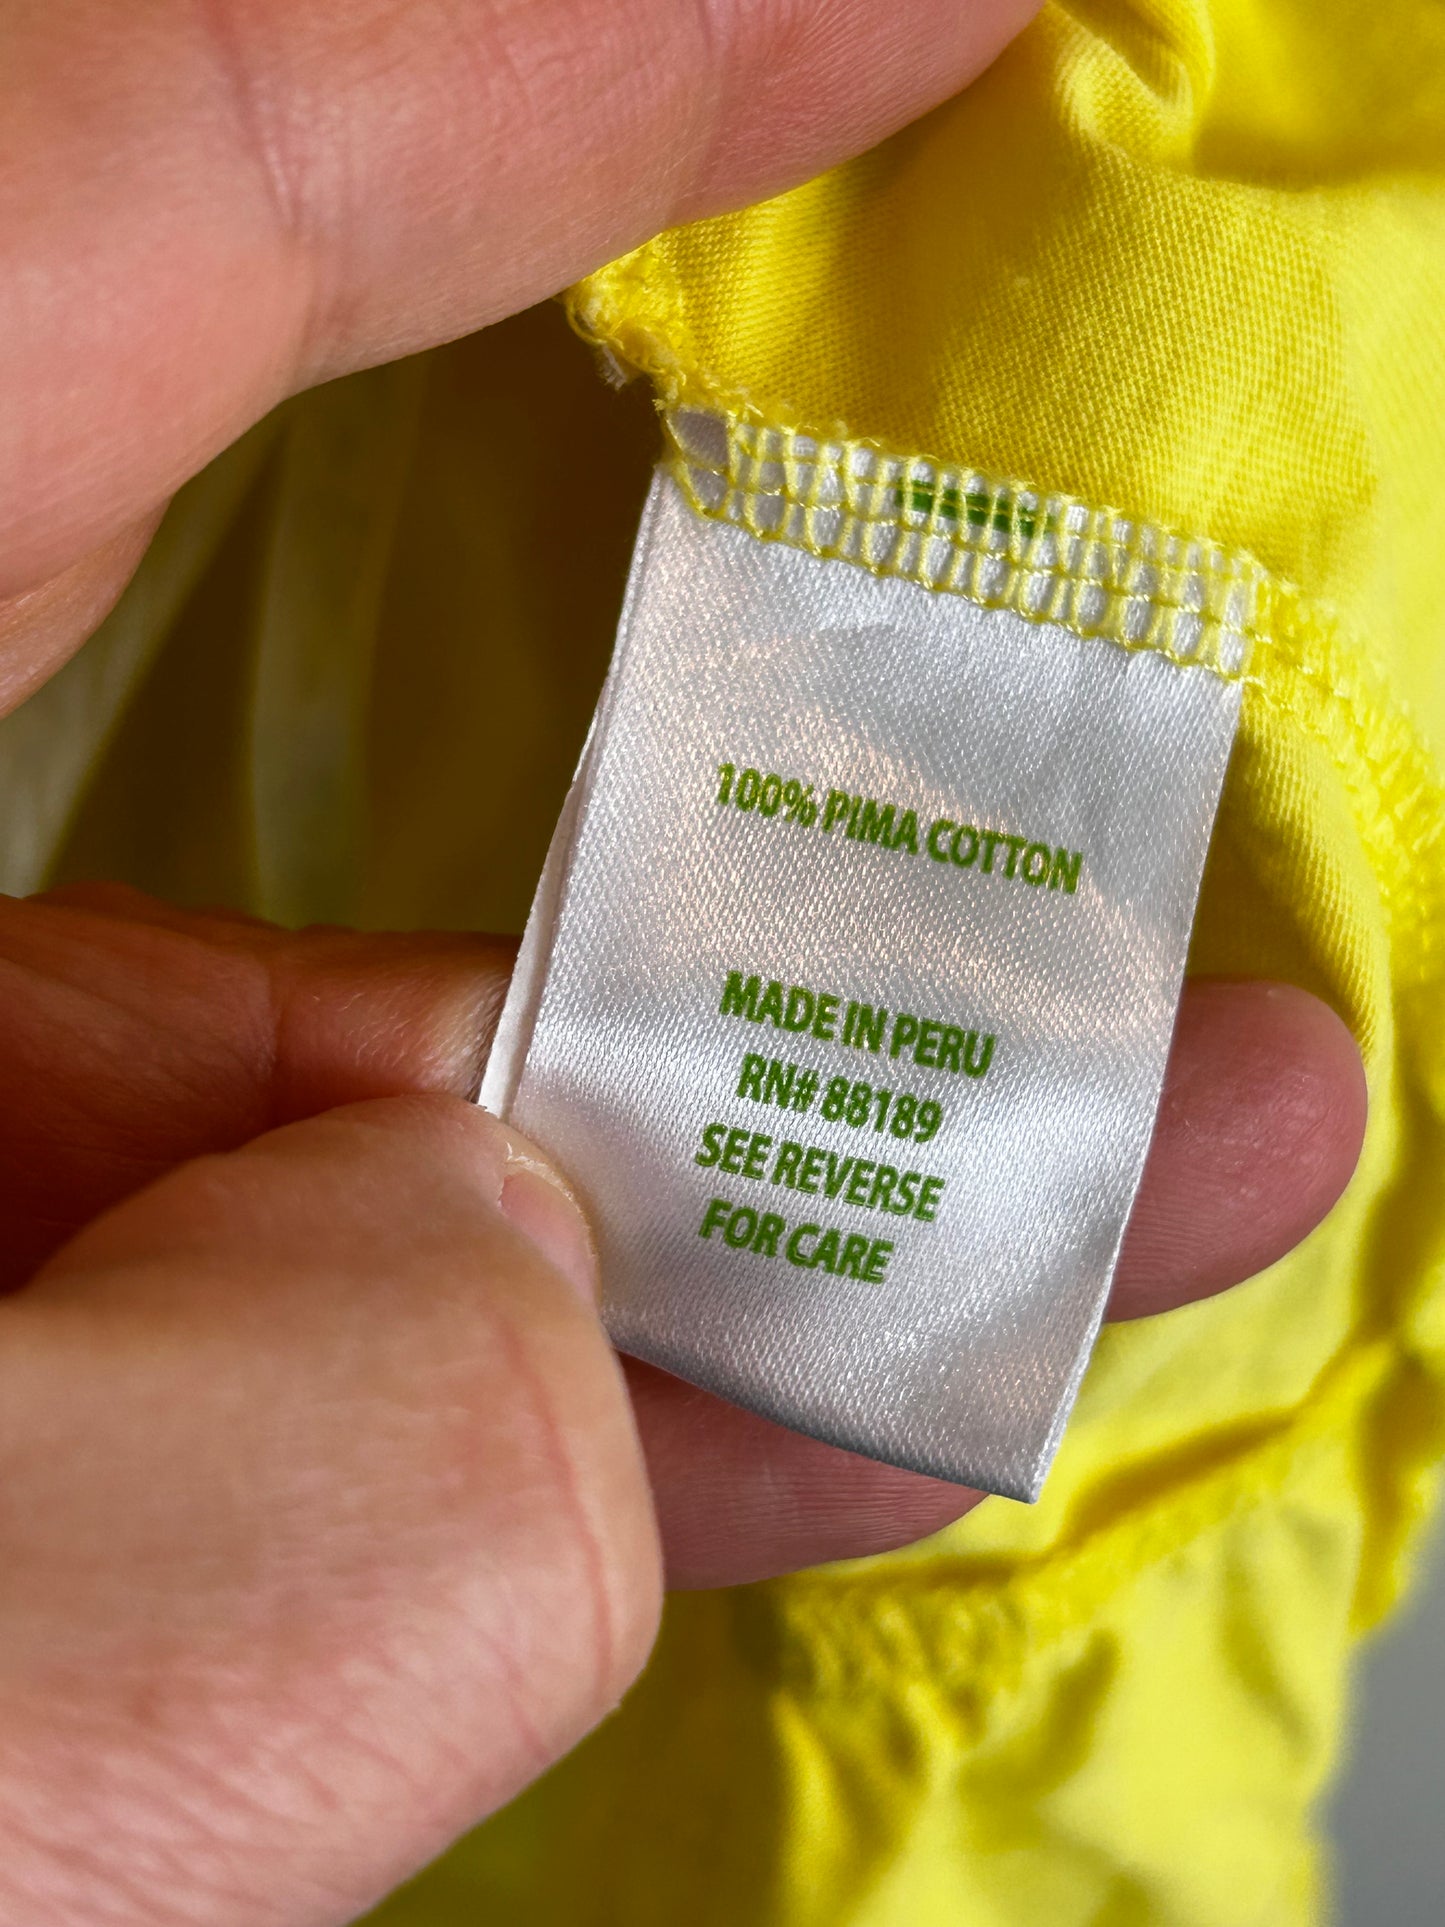 100% PIMA COTTON
MADE IN PERU
RN# 88189
SEE REVERSE
FOR CARE